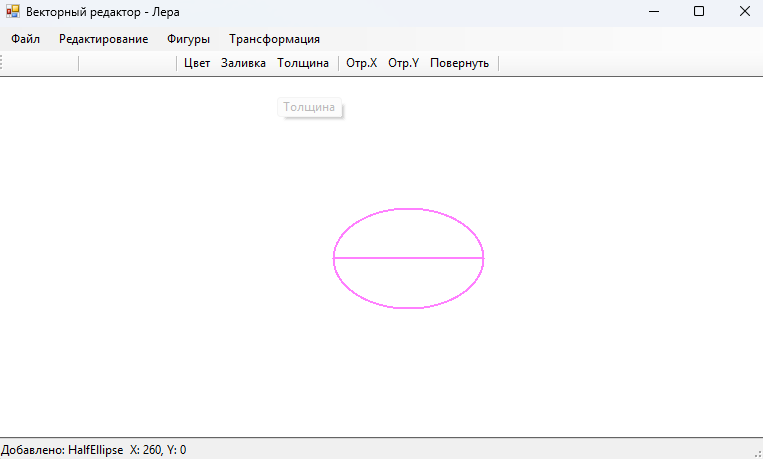 Векторный редактор - Лера
Файл Редактирование Фигуры Трансформация
Цвет Заливка Толщина Отр.X Отр.Y Повернуть
Толщина
Добавлено: HalfEllipse X: 260, Y: 0